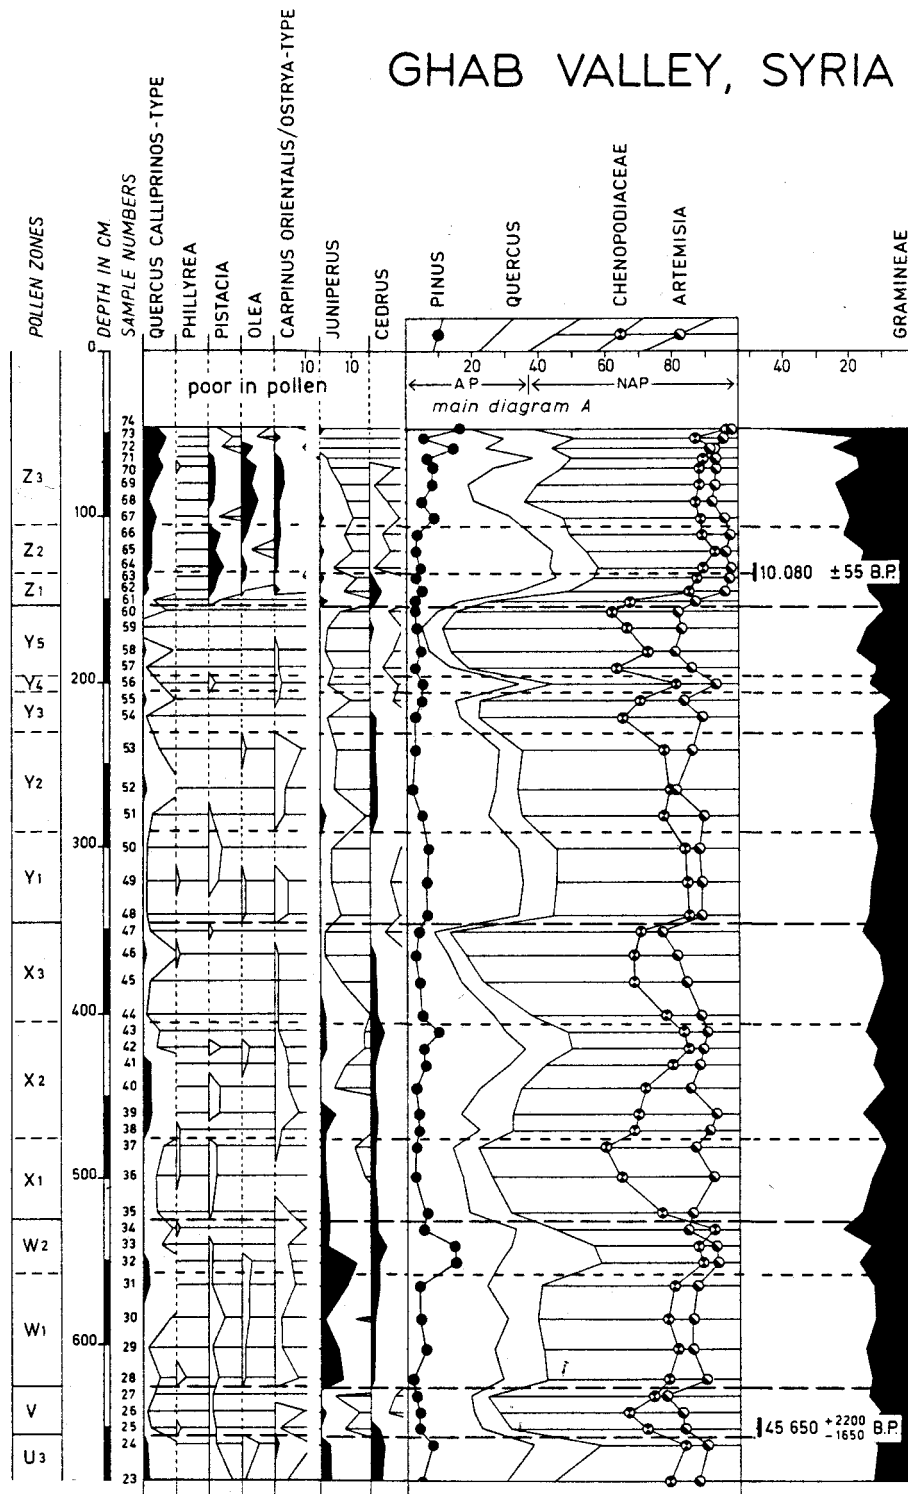 GHAB VALLEY, SYRIA
POLLEN ZONES
DEPTH IN CM.
SAMPLE NUMBERS
QUERCUS CALLIPRINOS-TYPE
PHILLYREA
PISTACIA
OLEA
CARPINUS ORIENTALIS/OSTRYA-TYPE
JUNIPERUS
CEDRUS
PINUS
QUERCUS
CHENOPODIACEAE
ARTEMISIA
GRAMINEAE
0
10
10
20
40
60
80
40
20
poor in pollen
AP
NAP
main diagram A
74
73
72
71
70
Z3
69
68
67
100
66
Z2
65
64
63
10.080 ±55 B.P.
62
Z1
61
60
59
Y5
58
57
Y4
200
56
55
Y3
54
53
Y2
52
51
300
50
Y1
49
48
47
46
X3
45
400
44
43
42
41
X2
40
39
38
37
X1
500
36
35
34
W2
33
32
31
W1
30
600
29
28
27
V
26
25
45 650 +2200 -1650 B.P.
24
U3
23